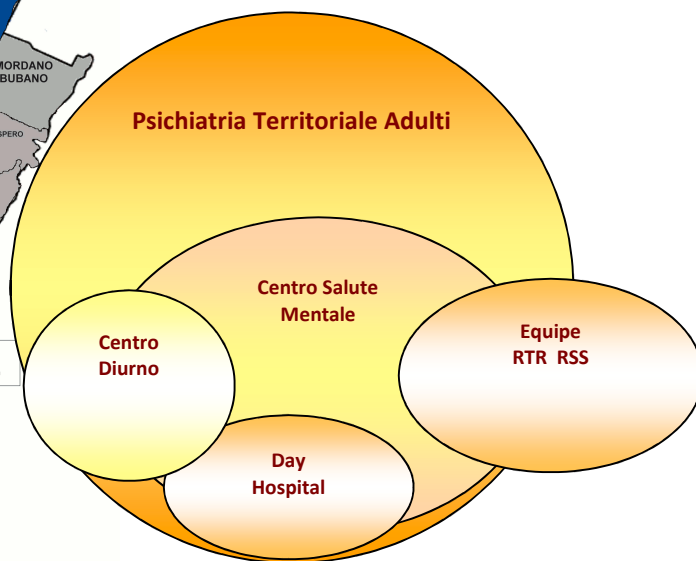 MORDANO
BUBANO
SPERO
Psichiatria Territoriale Adulti
Centro Salute
Mentale
Centro
Diurno
Equipe
RTR RSS
Day
Hospital